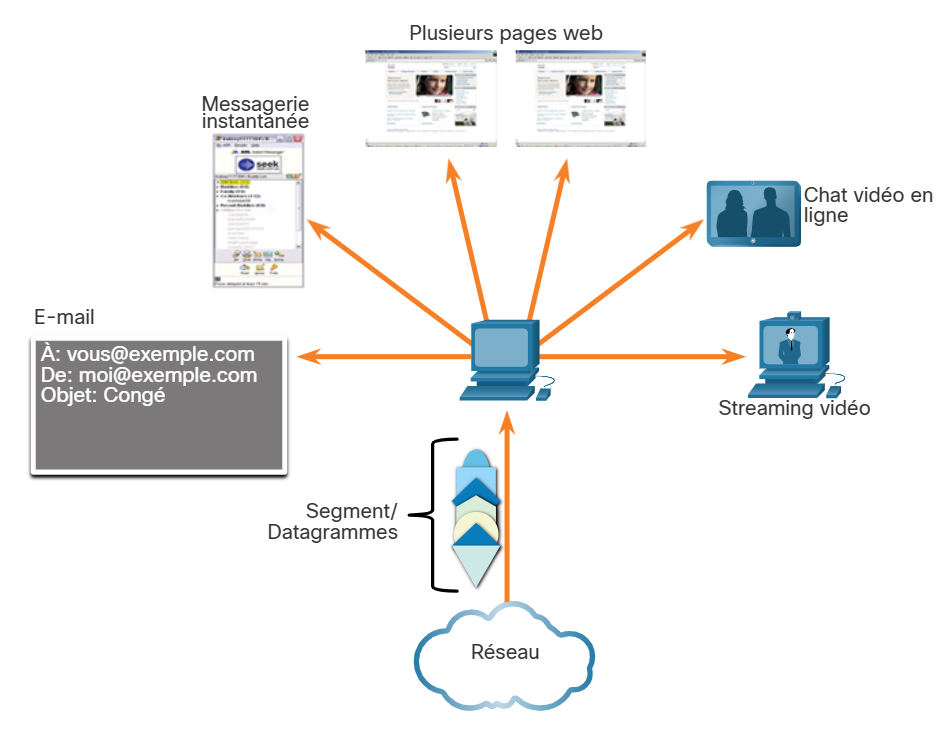 Plusieurs pages web
Messagerie
instantanée
seek
Chat vidéo en
ligne
E-mail
À: vous@exemple.com
De: moi@exemple.com
Objet: Congé
Streaming vidéo
Segment/
Datagrammes
Réseau